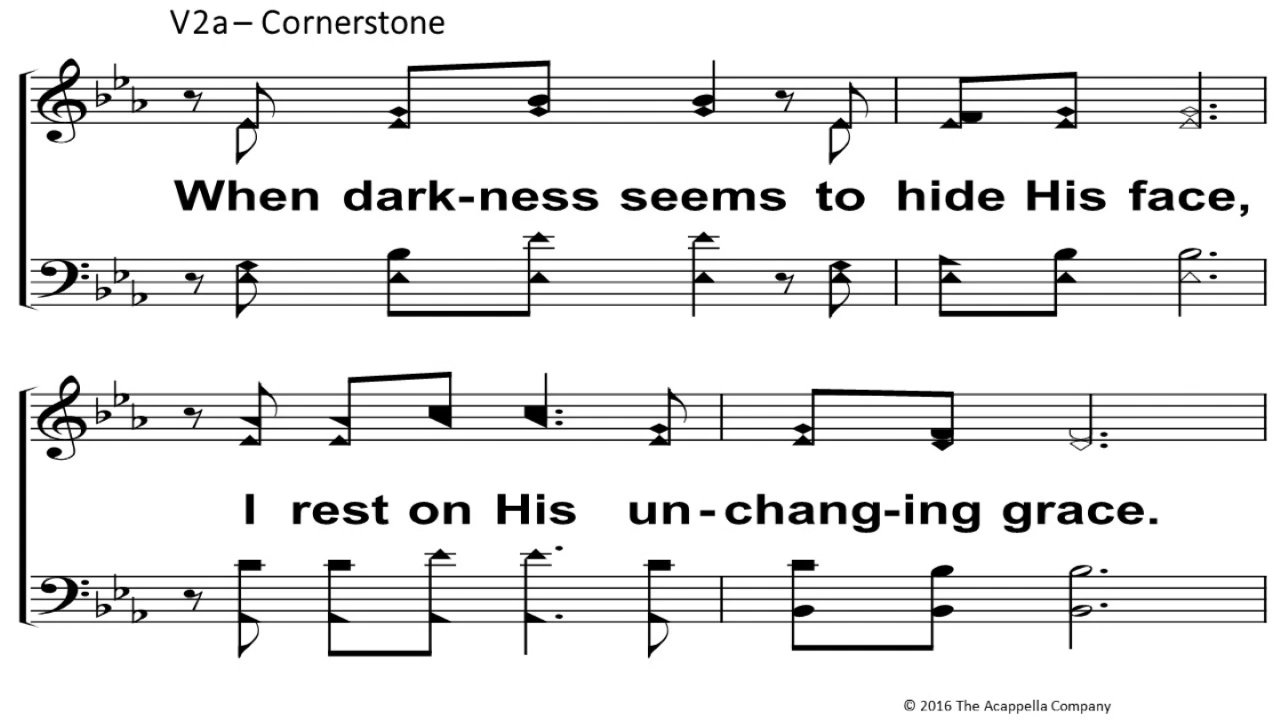 V2a – Cornerstone
When dark-ness seems to hide His face,
I rest on His un-chang-ing grace.
© 2016 The Acappella Company